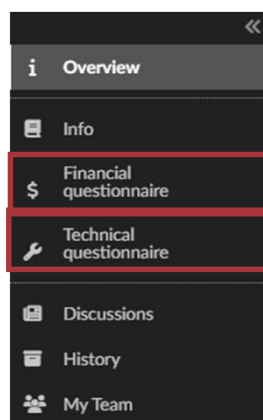 Overview
Info
Financial
questionnaire
Technical
questionnaire
Discussions
History
My Team